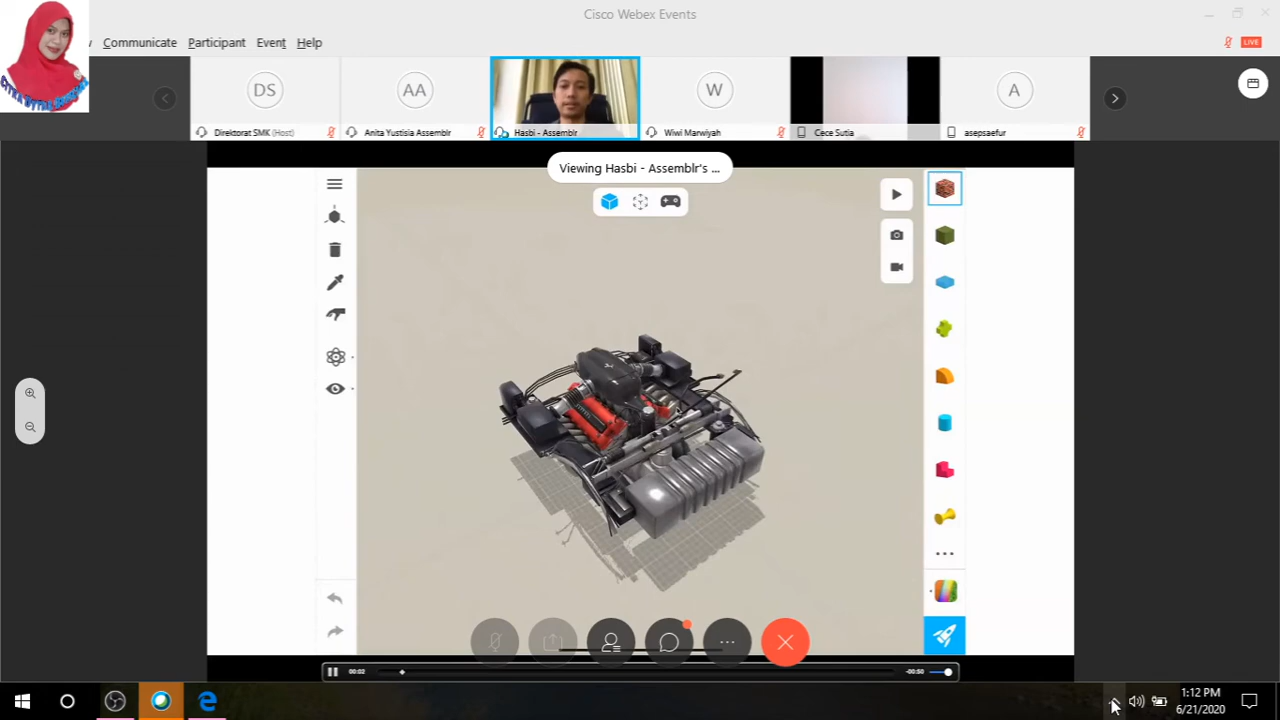 Cisco Webex Events
Communicate Participant Event Help
LIVE
DS
AA
W
A
Direktorat SMK (Host)
Anita Yustisia Assemblr
Hasbi - Assemblr
Wiwi Marwiyah
Cece Sutia
asepsaefur
Viewing Hasbi - Assemblr's ...
00:02
-00:50
1:12 PM
6/21/2020